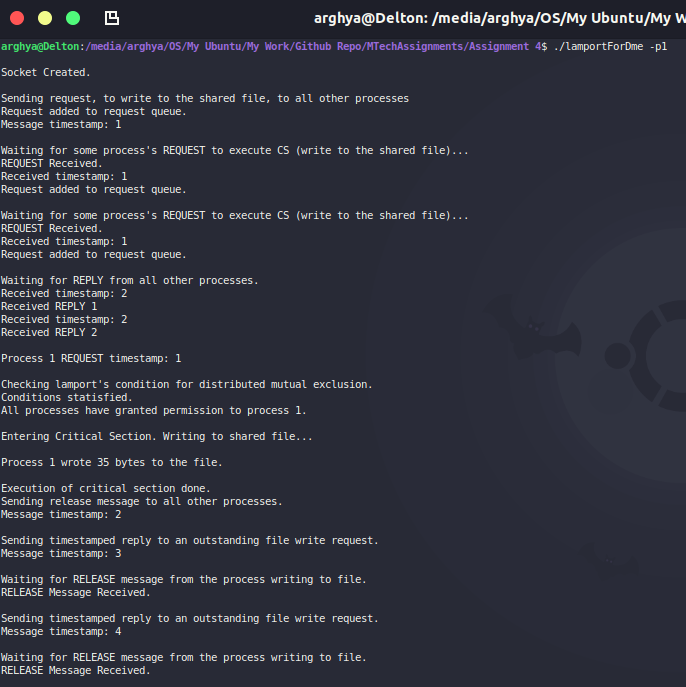 arghya@Delton: /media/arghya/OS/My Ubuntu/My W
arghya@Delton:/media/arghya/OS/My Ubuntu/My Work/Github Repo/MTechAssignments/Assignment 4$ ./lamportForDme -p1
Socket Created.
Sending request, to write to the shared file, to all other processes
Request added to request queue.
Message timestamp: 1
Waiting for some process's REQUEST to execute CS (write to the shared file)...
REQUEST Received.
Received timestamp: 1
Request added to request queue.
Waiting for some process's REQUEST to execute CS (write to the shared file)...
REQUEST Received.
Received timestamp: 1
Request added to request queue.
Waiting for REPLY from all other processes.
Received timestamp: 2
Received REPLY 1
Received timestamp: 2
Received REPLY 2
Process 1 REQUEST timestamp: 1
Checking lamport's condition for distributed mutual exclusion.
Conditions statisfied.
All processes have granted permission to process 1.
Entering Critical Section. Writing to shared file...
Process 1 wrote 35 bytes to the file.
Execution of critical section done.
Sending release message to all other processes.
Message timestamp: 2
Sending timestamped reply to an outstanding file write request.
Message timestamp: 3
Waiting for RELEASE message from the process writing to file.
RELEASE Message Received.
Sending timestamped reply to an outstanding file write request.
Message timestamp: 4
Waiting for RELEASE message from the process writing to file.
RELEASE Message Received.